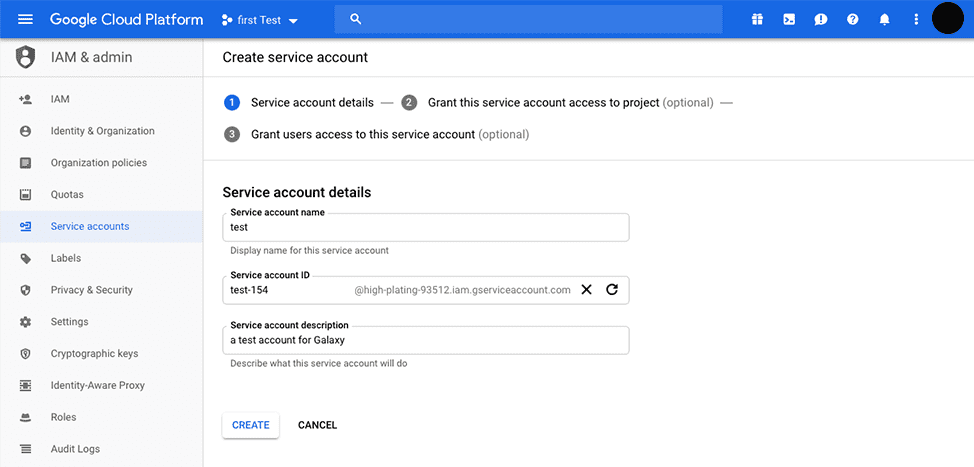 Google Cloud Platform first Test
IAM & admin
IAM
Identity & Organization
Organization policies
Quotas
Service accounts
Labels
Privacy & Security
Settings
Cryptographic keys
Identity-Aware Proxy
Roles
Audit Logs
Create service account
1 Service account details — 2 Grant this service account access to project (optional) —
3 Grant users access to this service account (optional)
Service account details
Service account name
test
Display name for this service account
Service account ID
test-154 @high-plating-93512.iam.gserviceaccount.com
Service account description
a test account for Galaxy
Describe what this service account will do
CREATE CANCEL